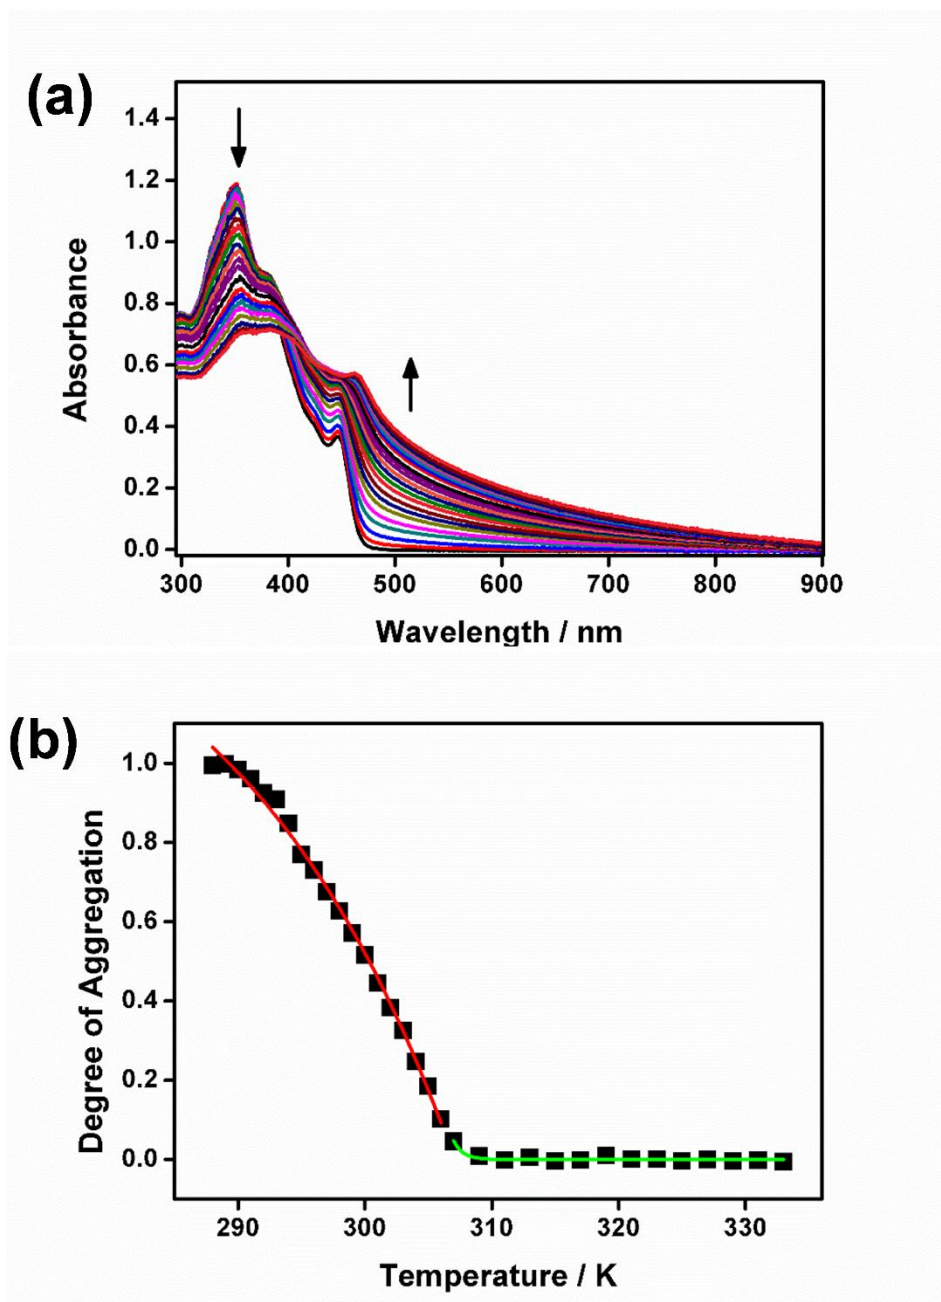 (a)
1.4
1.2
1.0
0.8
0.6
0.4
0.2
0.0
Absorbance
300 400 500 600 700 800 900
Wavelength / nm
(b)
1.0
0.8
0.6
0.4
0.2
0.0
Degree of Aggregation
290 300 310 320 330
Temperature / K